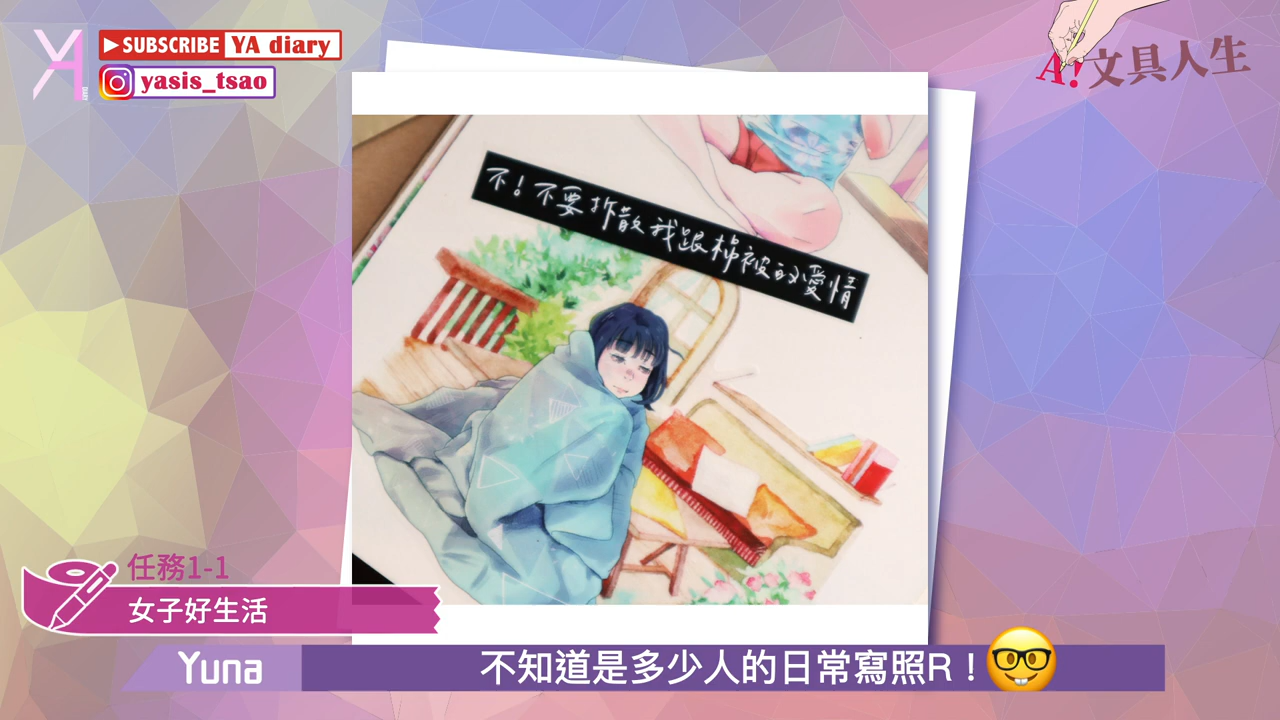 YA
DIARY
SUBSCRIBE YA diary
yasis_tsao
A!文具人生
不!不要拆散我跟棉被的愛情
任務1-1
女子好生活
Yuna
不知道是多少人的日常寫照R!